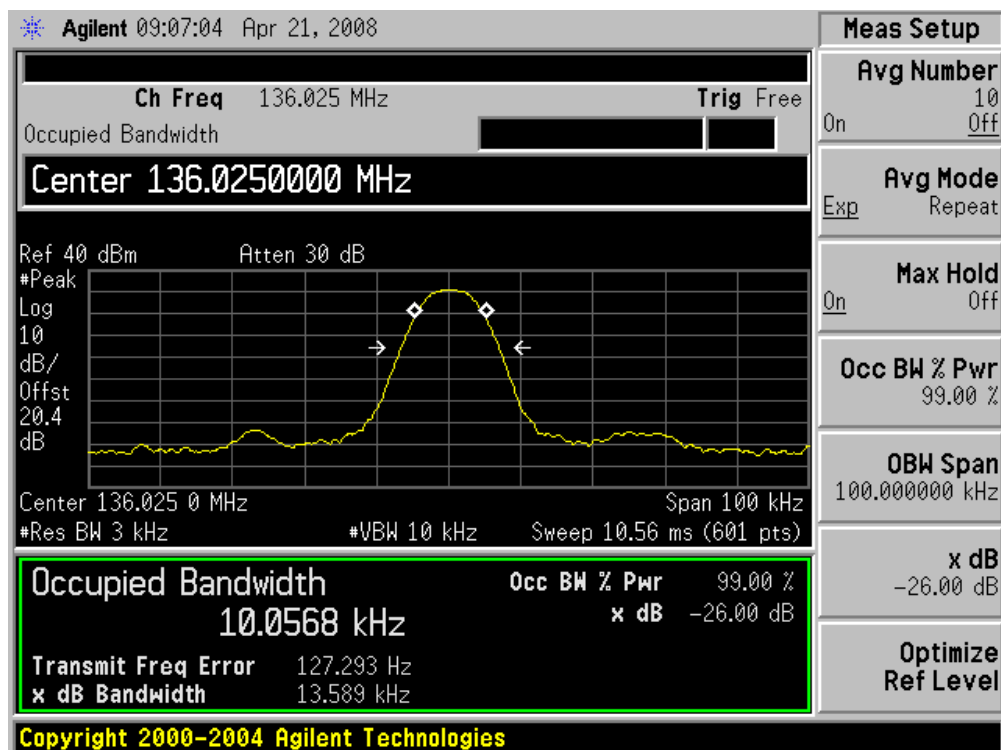 Agilent 09:07:04 Apr 21, 2008
Meas Setup
Ch Freq 136.025 MHz Trig Free
Occupied Bandwidth
Center 136.0250000 MHz
Ref 40 dBm Atten 30 dB
#Peak
Log
10
dB/
Offst
20.4
dB
Center 136.025 0 MHz Span 100 kHz
#Res BW 3 kHz #VBW 10 kHz Sweep 10.56 ms (601 pts)
Occupied Bandwidth
10.0568 kHz
Occ BW % Pwr 99.00 %
x dB -26.00 dB
Transmit Freq Error 127.293 Hz
x dB Bandwidth 13.589 kHz
Avg Number
10
On Off
Avg Mode
Exp Repeat
Max Hold
On Off
Occ BW % Pwr
99.00 %
OBW Span
100.000000 kHz
x dB
-26.00 dB
Optimize
Ref Level
Copyright 2000-2004 Agilent Technologies